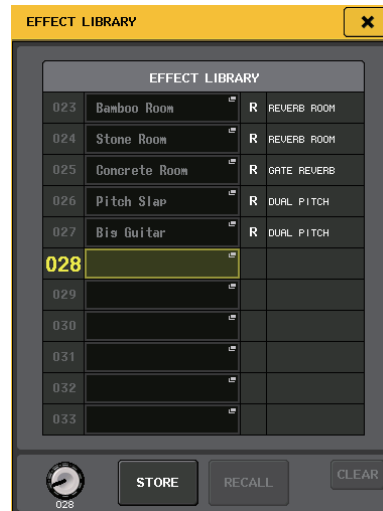 EFFECT LIBRARY
EFFECT LIBRARY
023 Bamboo Room R REVERB ROOM
024 Stone Room R REVERB ROOM
025 Concrete Room R GATE REVERB
026 Pitch Slap R DUAL PITCH
027 Big Guitar R DUAL PITCH
028
029
030
031
032
033
STORE RECALL CLEAR
028